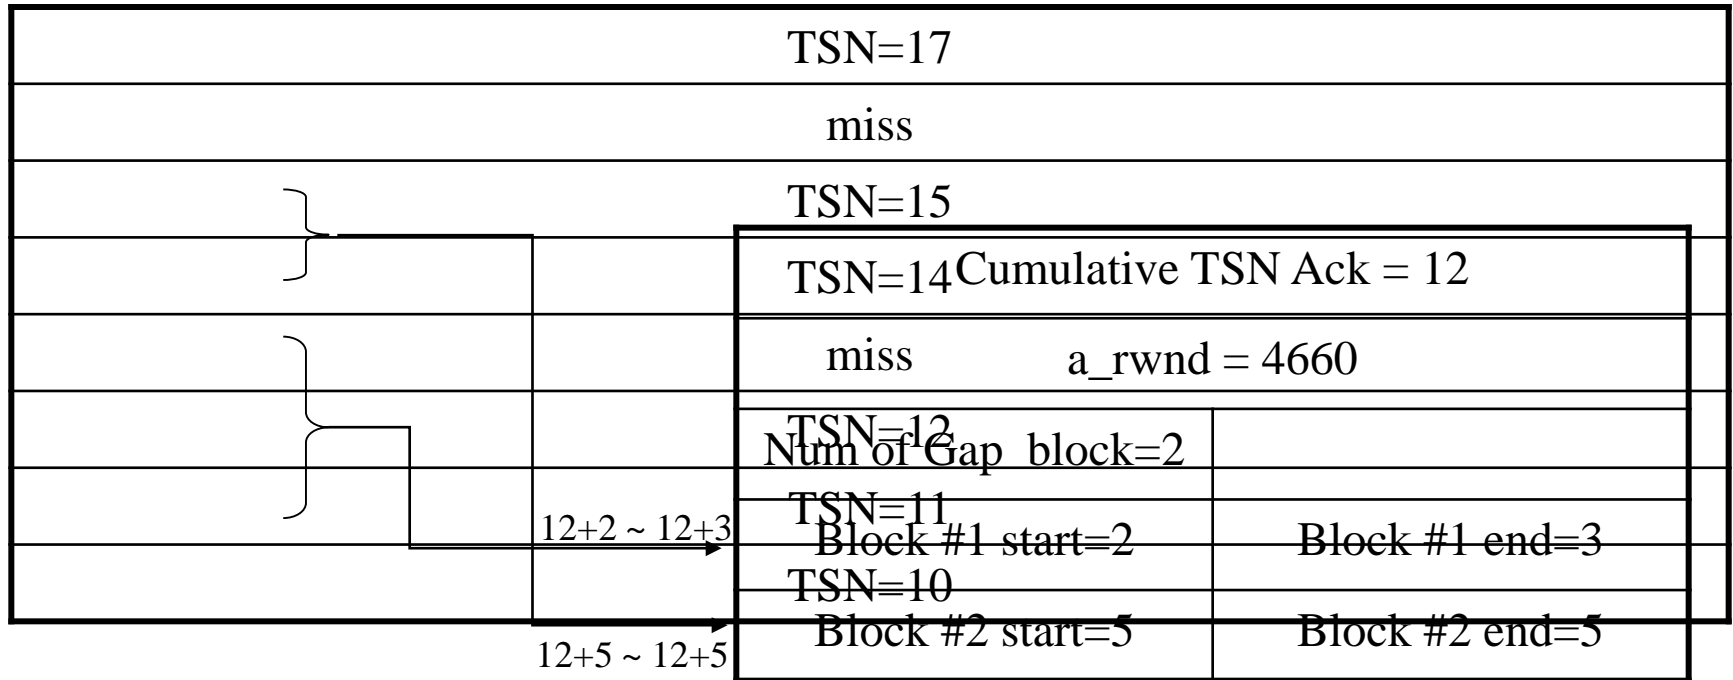 TSN=17
miss
TSN=15
TSN=14
miss
TSN=12
TSN=11
TSN=10
Cumulative TSN Ack = 12
a_rwnd = 4660
Num of Gap block=2
Block #1 start=2 Block #1 end=3
Block #2 start=5 Block #2 end=5
12+2 ~ 12+3
12+5 ~ 12+5